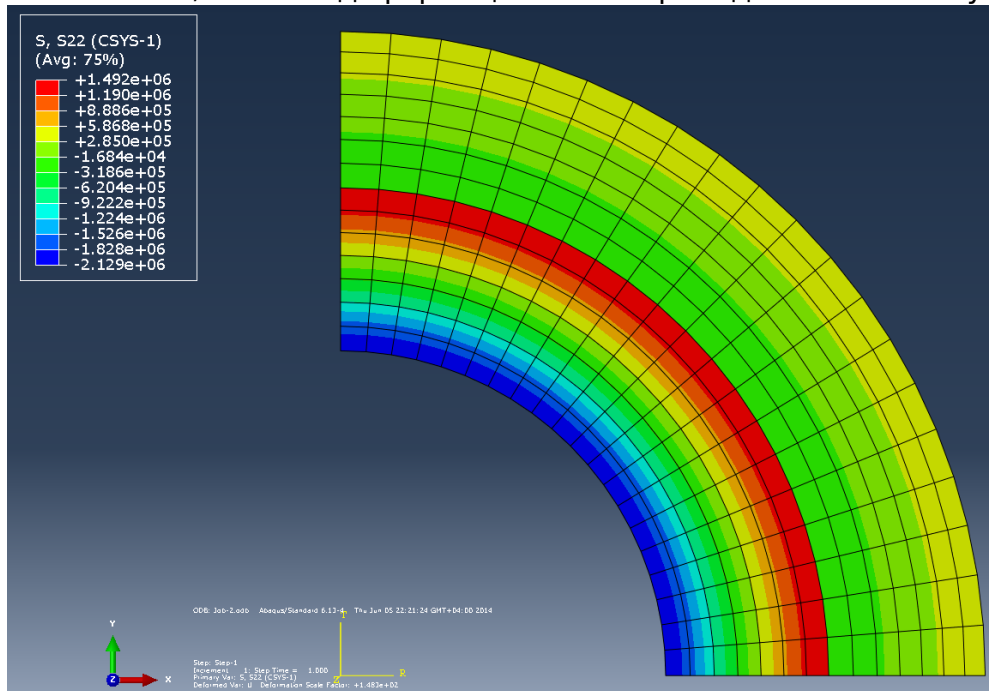 S, S22 (CSYS-1)
(Avg: 75%)
+1.492e+06
+1.190e+06
+8.886e+05
+5.868e+05
+2.850e+05
-1.684e+04
-3.186e+05
-6.204e+05
-9.222e+05
-1.224e+06
-1.526e+06
-1.828e+06
-2.129e+06
ODB: Job-2.odb Abaqus/Standard 6.13-4 Thu Jun 05 22:21:24 GMT+04:00 2014
T
Y
R
Z
Z
X
Step: Step-1
Increment 1: Step Time = 1.000
Primary Var: S, S22 (CSYS-1)
Deformed Var: U Deformation Scale Factor: +1.483e+02